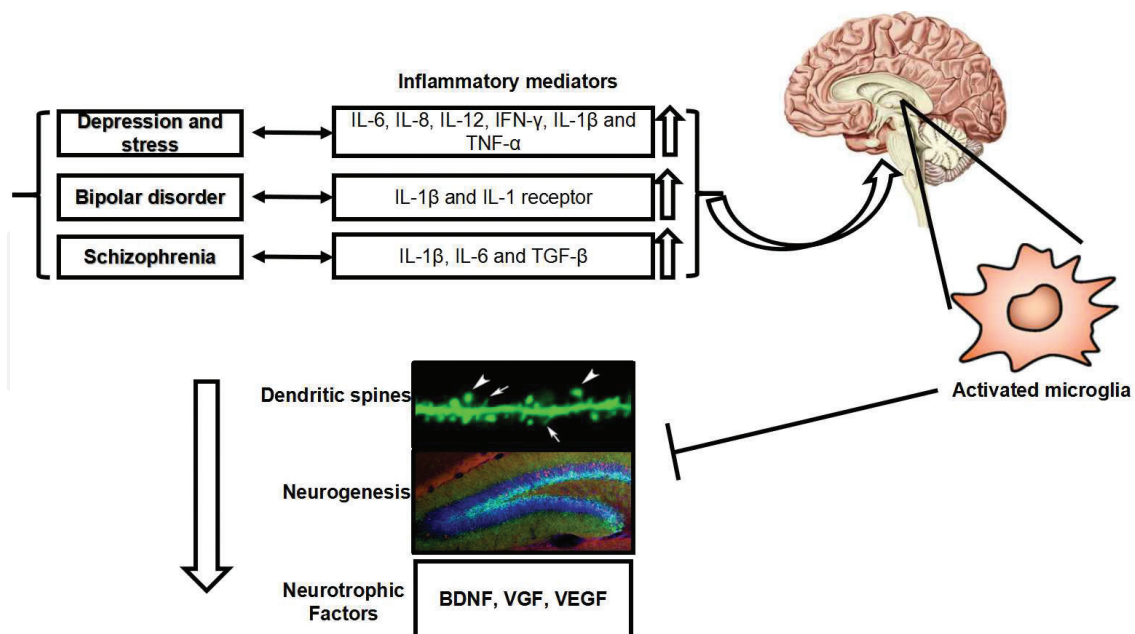 Inflammatory mediators
Depression and
stress
IL-6, IL-8, IL-12, IFN-γ, IL-1β and
TNF-α
Bipolar disorder
IL-1β and IL-1 receptor
Schizophrenia
IL-1β, IL-6 and TGF-β
Activated microglia
Dendritic spines
Neurogenesis
Neurotrophic
Factors
BDNF, VGF, VEGF